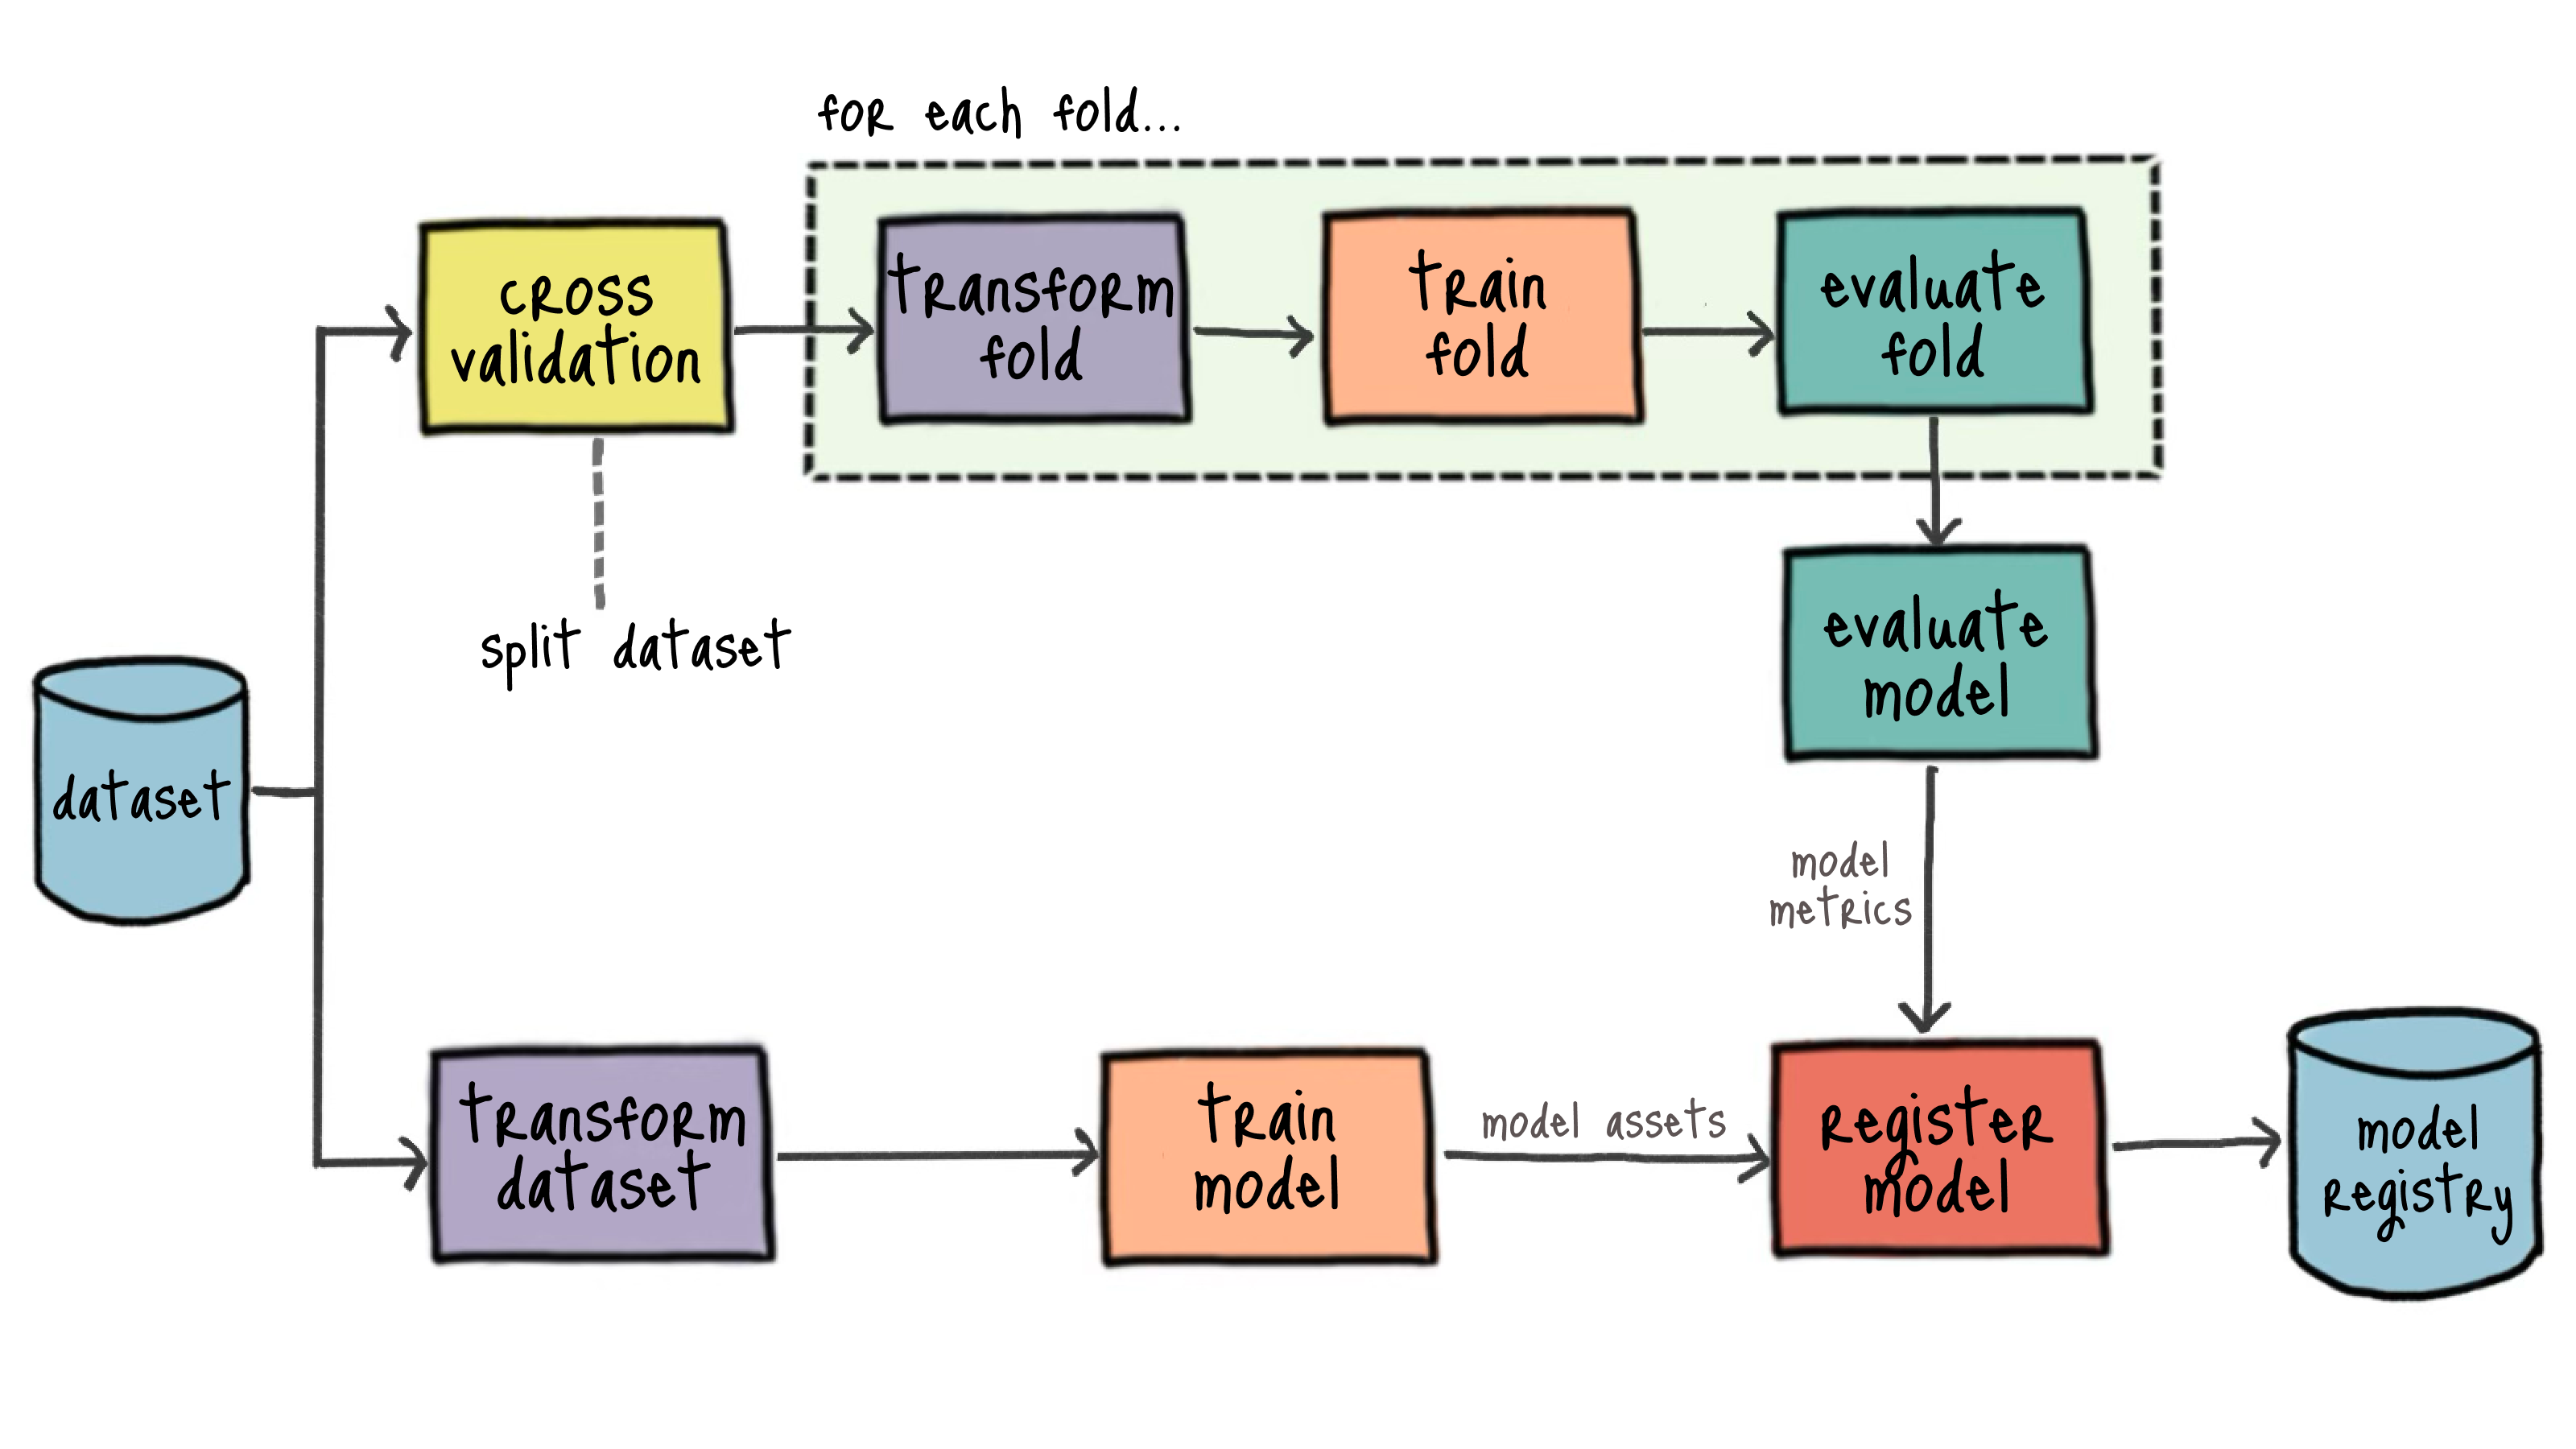 for each fold...
cross
validation
transform
fold
train
fold
evaluate
fold
split dataset
evaluate
model
dataset
model
metrics
transform
dataset
train
model
model assets
register
model
model
registry